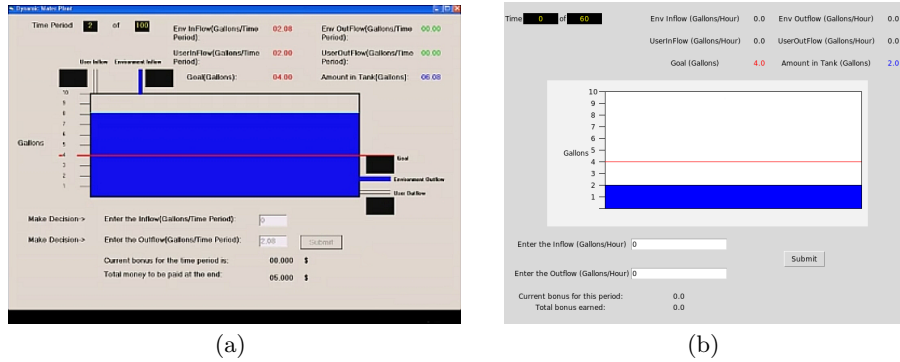 Dynamic Water Plant
Time Period 2 of 100
Env InFlow(Gallons/Time Period): 02.08
Env OutFlow(Gallons/Time Period): 00.00
UserInFlow(Gallons/Time Period): 02.00
UserOutFlow(Gallons/Time Period): 00.00
User Inflow Environment Inflow
Goal(Gallons): 04.00
Amount in Tank(Gallons) 06.08
10
9
8
7
6
Gallons
5
4
3
2
1
Goal
Environment Outflow
User Outflow
Make Decision-> Enter the Inflow(Gallons/Time Period): 0
Make Decision-> Enter the Outflow(Gallons/Time Period): 2.08 Submit
Current bonus for the time period is: 00.000 $
Total money to be paid at the end: 05.000 $
(a)
Time 0 of 60
Env Inflow (Gallons/Hour) 0.0 Env Outflow (Gallons/Hour) 0.0
UserInFlow (Gallons/Hour) 0.0 UserOutFlow (Gallons/Hour) 0.0
Goal (Gallons) 4.0 Amount in Tank (Gallons) 2.0
10
9
8
7
6
Gallons 5
4
3
2
1
Enter the Inflow (Gallons/Hour) 0
Submit
Enter the Outflow (Gallons/Hour) 0
Current bonus for this period: 0.0
Total bonus earned: 0.0
(b)